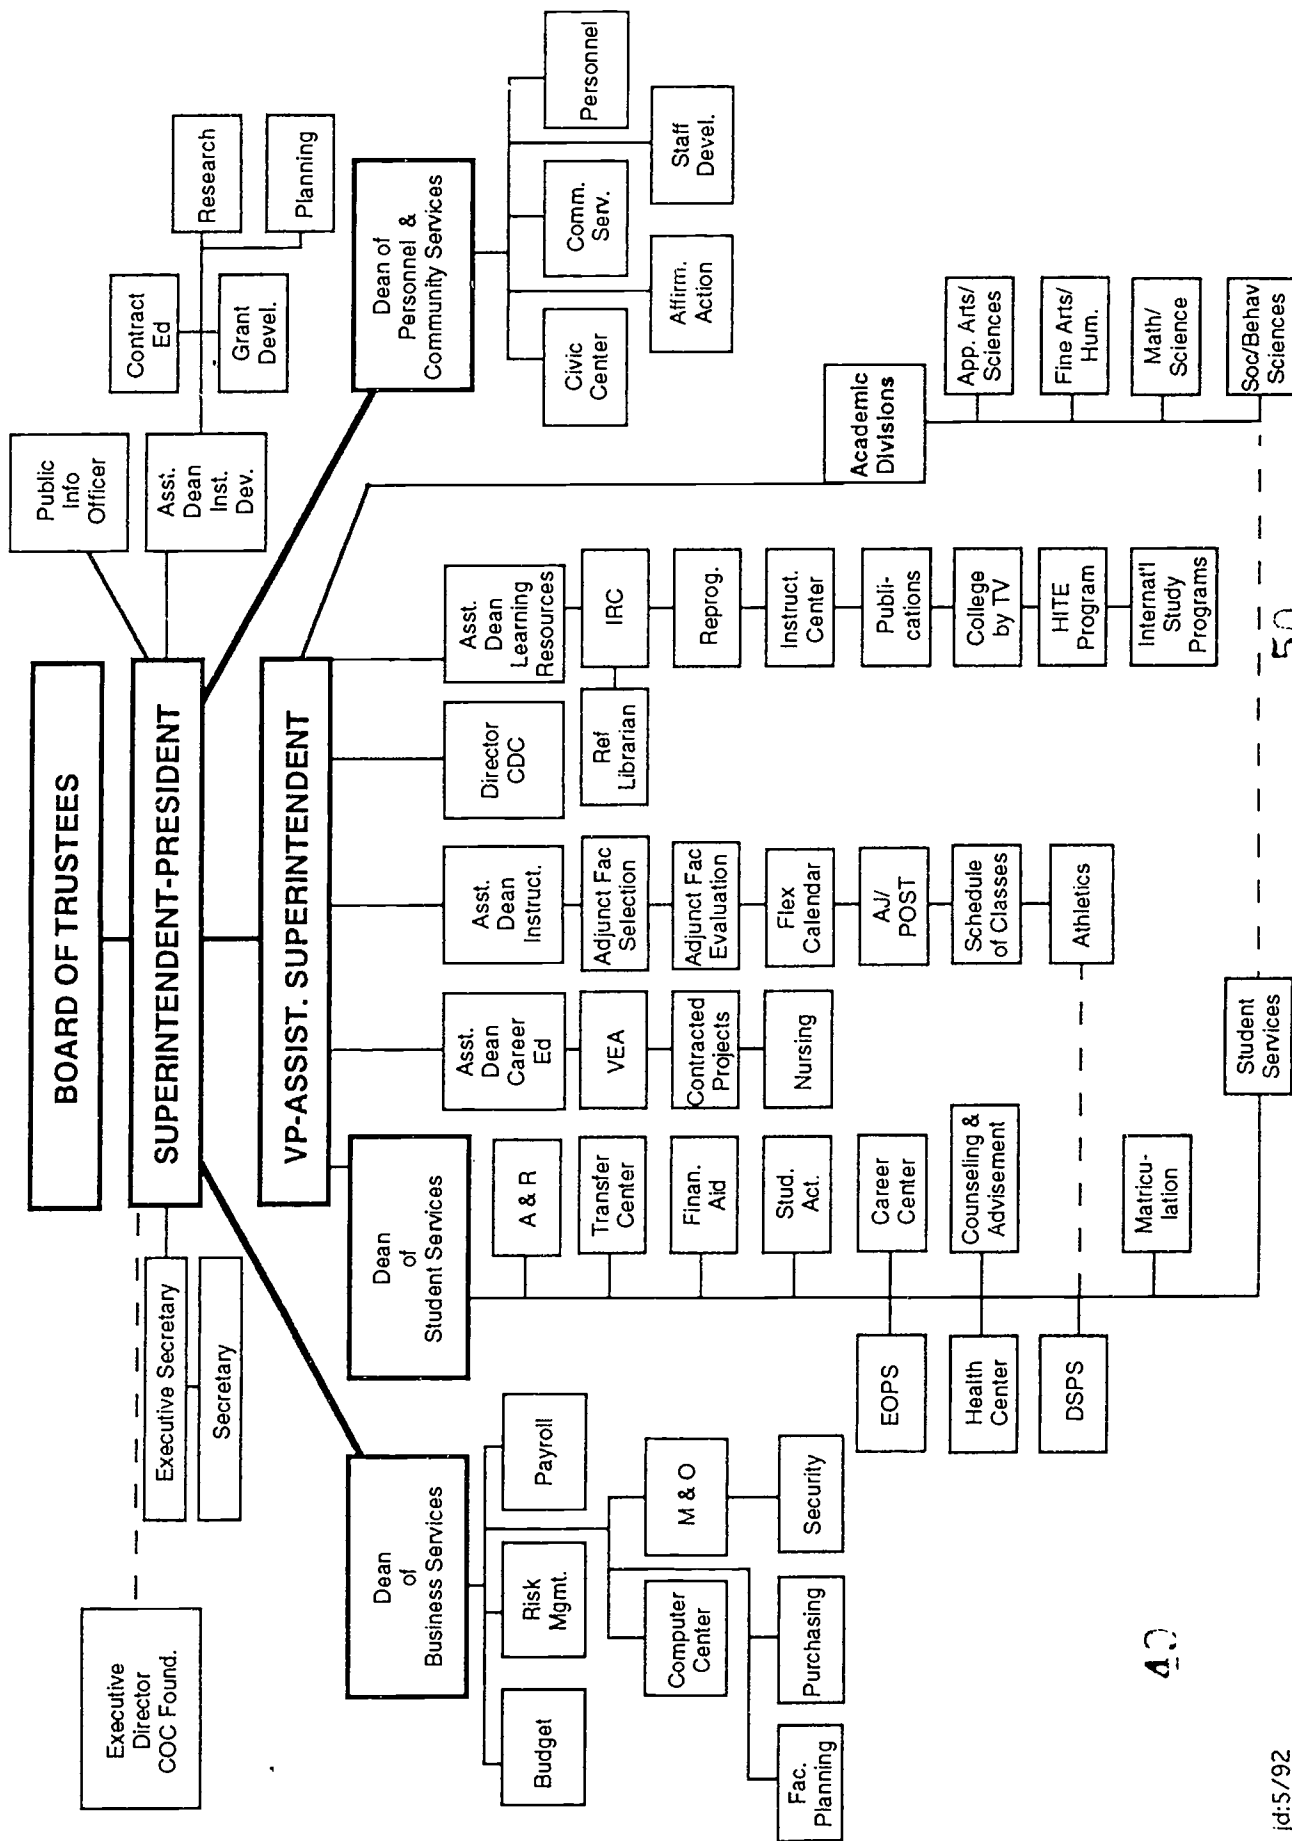 BOARD OF TRUSTEES
SUPERINTENDENT-PRESIDENT
VP-ASSIST. SUPERINTENDENT
Executive
Director
COC Found.
Executive Secretary
Secretary
Public
Info
Officer
Asst.
Dean
Inst.
Dev.
Contract
Ed
Grant
Devel.
Research
Planning
Dean
of
Business Services
Budget
Risk
Mgmt.
Payroll
Computer
Center
M & O
Fac.
Planning
Purchasing
Security
Dean
of
Student Services
A & R
Transfer
Center
Finan.
Aid
Stud.
Act.
Career
Center
EOPS
Counseling &
Advisement
Health
Center
DSPS
Matricu-
lation
Student
Services
Asst.
Dean
Career
Ed
VEA
Contracted
Projects
Nursing
Asst.
Dean
Instruct.
Adjunct Fac
Selection
Adjunct Fac
Evaluation
Flex
Calendar
AJ/
POST
Schedule
of Classes
Athletics
Director
CDC
Asst.
Dean
Learning
Resources
Ref
Librarian
IRC
Reprog.
Instruct.
Center
Publi-
cations
College
by TV
HITE
Program
Internat'l
Study
Programs
Dean of
Personnel &
Community Services
Civic
Center
Comm.
Serv.
Personnel
Affirm.
Action
Staff
Devel.
Academic
Divisions
App. Arts/
Sciences
Fine Arts/
Hum.
Math/
Science
Soc/Behav
Sciences
jd:5/92